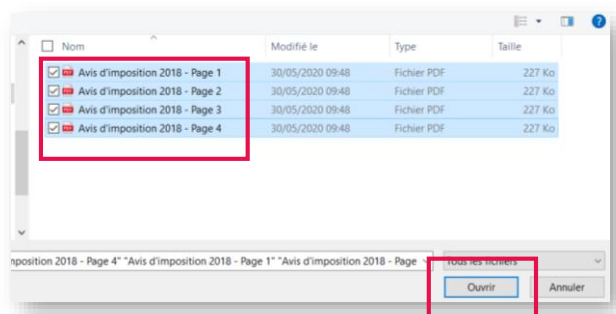 Nom Modifié le Type Taille
Avis d'imposition 2018 - Page 1 30/05/2020 09:48 Fichier PDF 227 Ko
Avis d'imposition 2018 - Page 2 30/05/2020 09:48 Fichier PDF 227 Ko
Avis d'imposition 2018 - Page 3 30/05/2020 09:48 Fichier PDF 227 Ko
Avis d'imposition 2018 - Page 4 30/05/2020 09:48 Fichier PDF 227 Ko
nposition 2018 - Page 4" "Avis d'imposition 2018 - Page 1" "Avis d'imposition 2018 - Page Tous les fichiers
Ouvrir Annuler